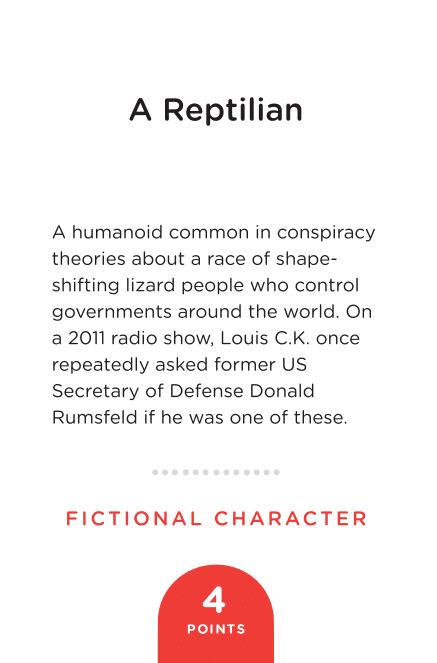 A Reptilian
A humanoid common in conspiracy
theories about a race of shape-
shifting lizard people who control
governments around the world. On
a 2011 radio show, Louis C.K. once
repeatedly asked former US
Secretary of Defense Donald
Rumsfeld if he was one of these.
FICTIONAL CHARACTER
4
POINTS